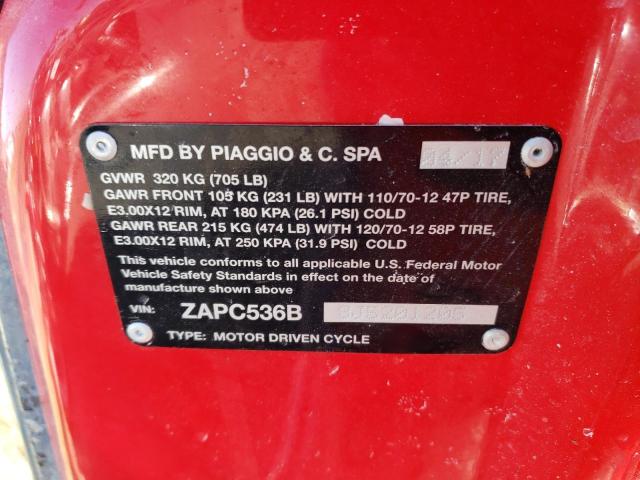 MFD BY PIAGGIO & C. SPA
GVWR 320 KG (705 LB)
GAWR FRONT 105 KG (231 LB) WITH 110/70-12 47P TIRE,
E3.00X12 RIM, AT 180 KPA (26.1 PSI) COLD
GAWR REAR 215 KG (474 LB) WITH 120/70-12 58P TIRE,
E3.00X12 RIM, AT 250 KPA (31.9 PSI) COLD
This vehicle conforms to all applicable U.S. Federal Motor
Vehicle Safety Standards in effect on the date of
manufacture shown above
VIN: ZAPC536B
TYPE: MOTOR DRIVEN CYCLE